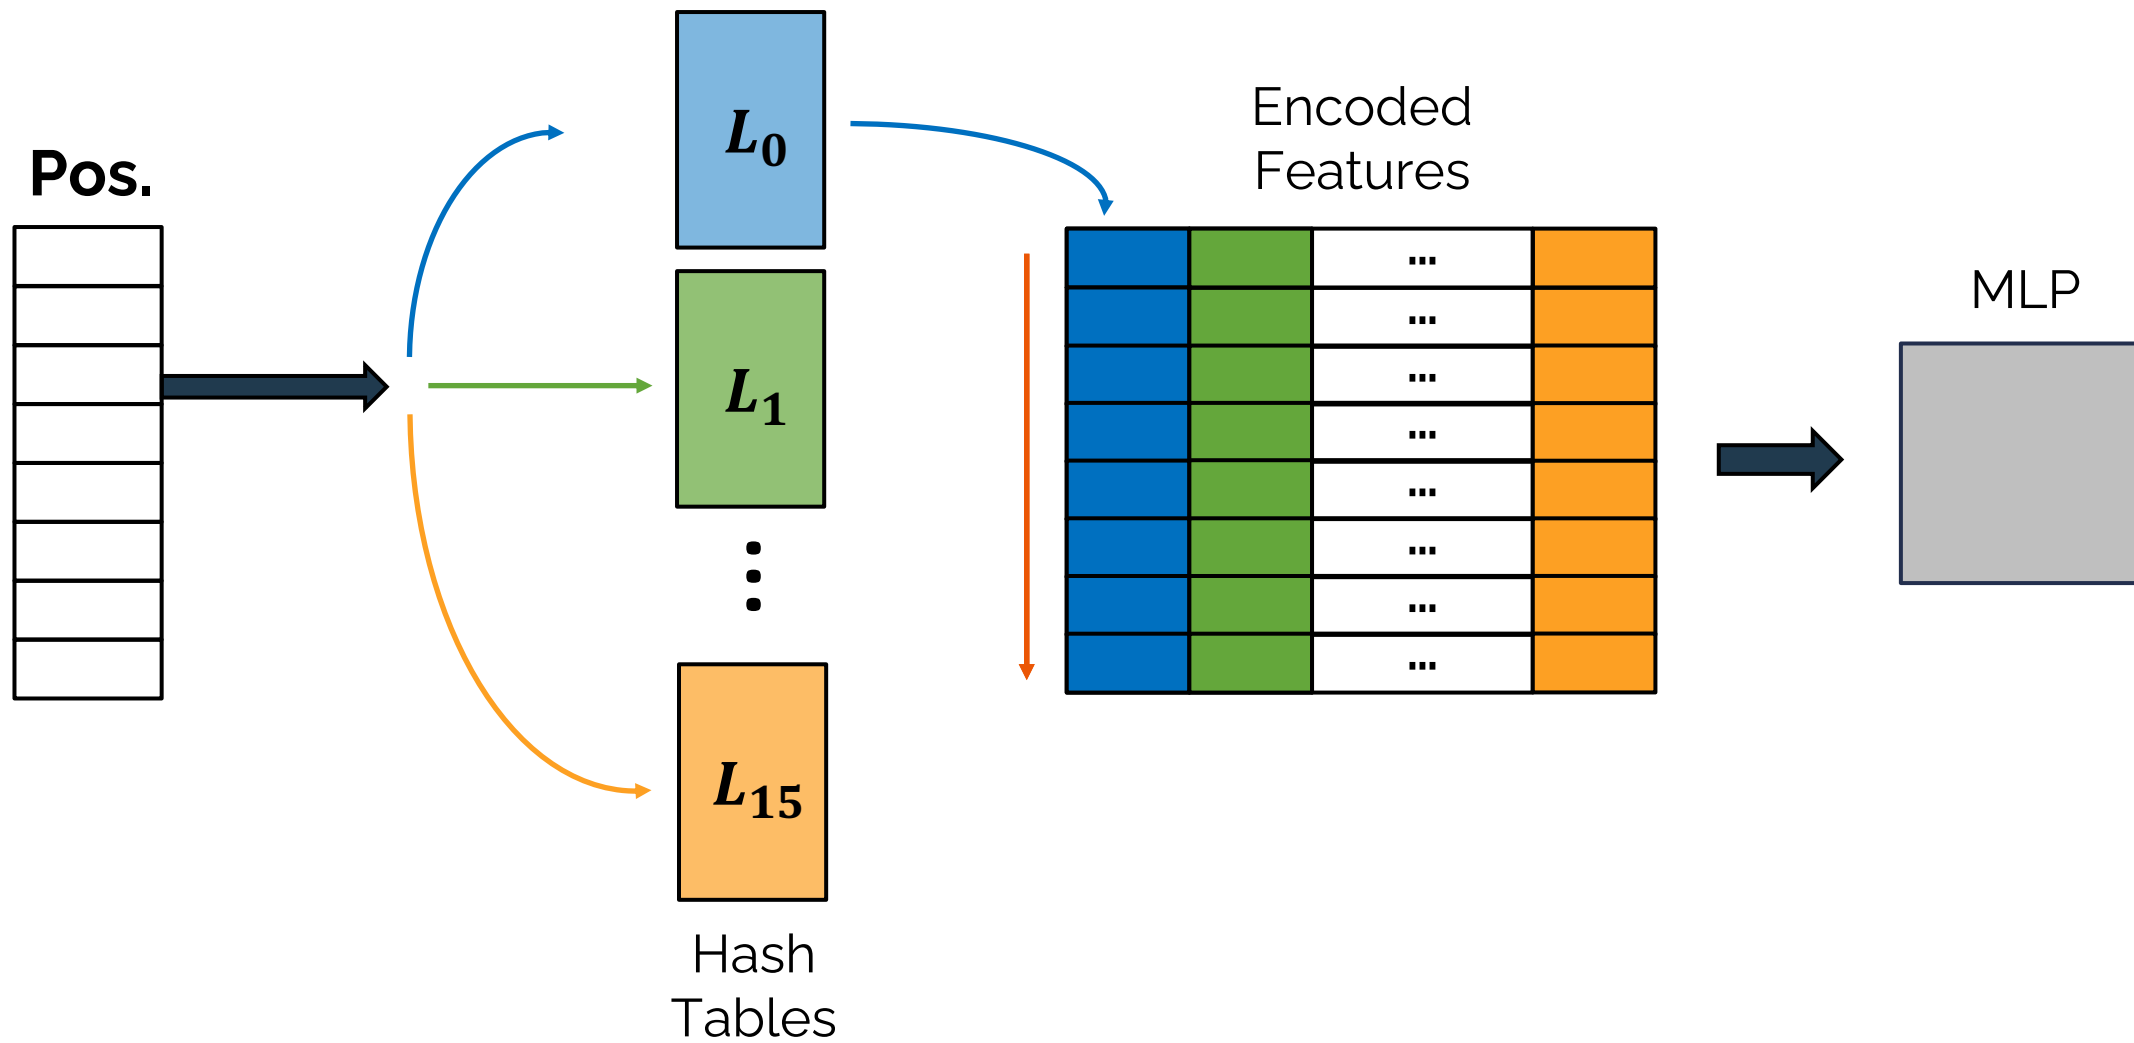 Pos.
L0
L1
L15
Hash
Tables
Encoded
Features
...
...
...
...
...
...
...
...
MLP